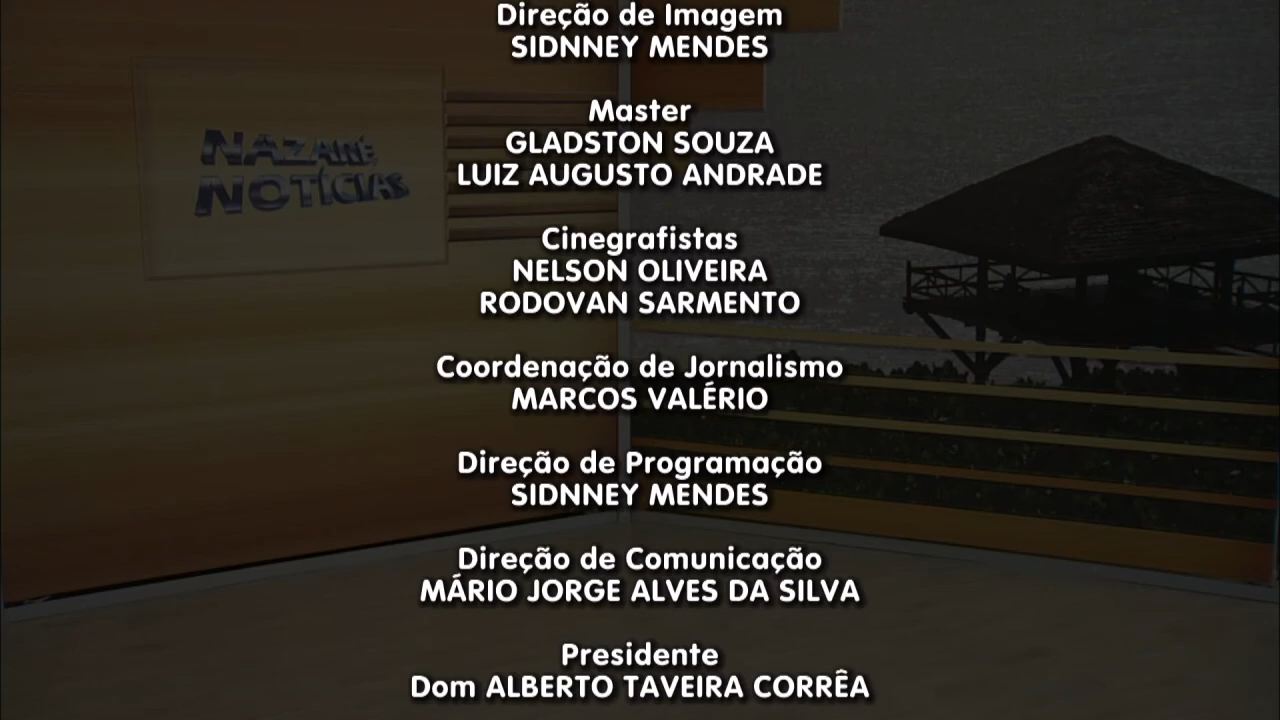 Direção de Imagem
SIDNNEY MENDES
Master
GLADSTON SOUZA
LUIZ AUGUSTO ANDRADE
Cinegrafistas
NELSON OLIVEIRA
RODOVAN SARMENTO
Coordenação de Jornalismo
MARCOS VALÉRIO
Direção de Programação
SIDNNEY MENDES
Direção de Comunicação
MÁRIO JORGE ALVES DA SILVA
Presidente
Dom ALBERTO TAVEIRA CORRÊA
NAZARÉ
NOTÍCIAS